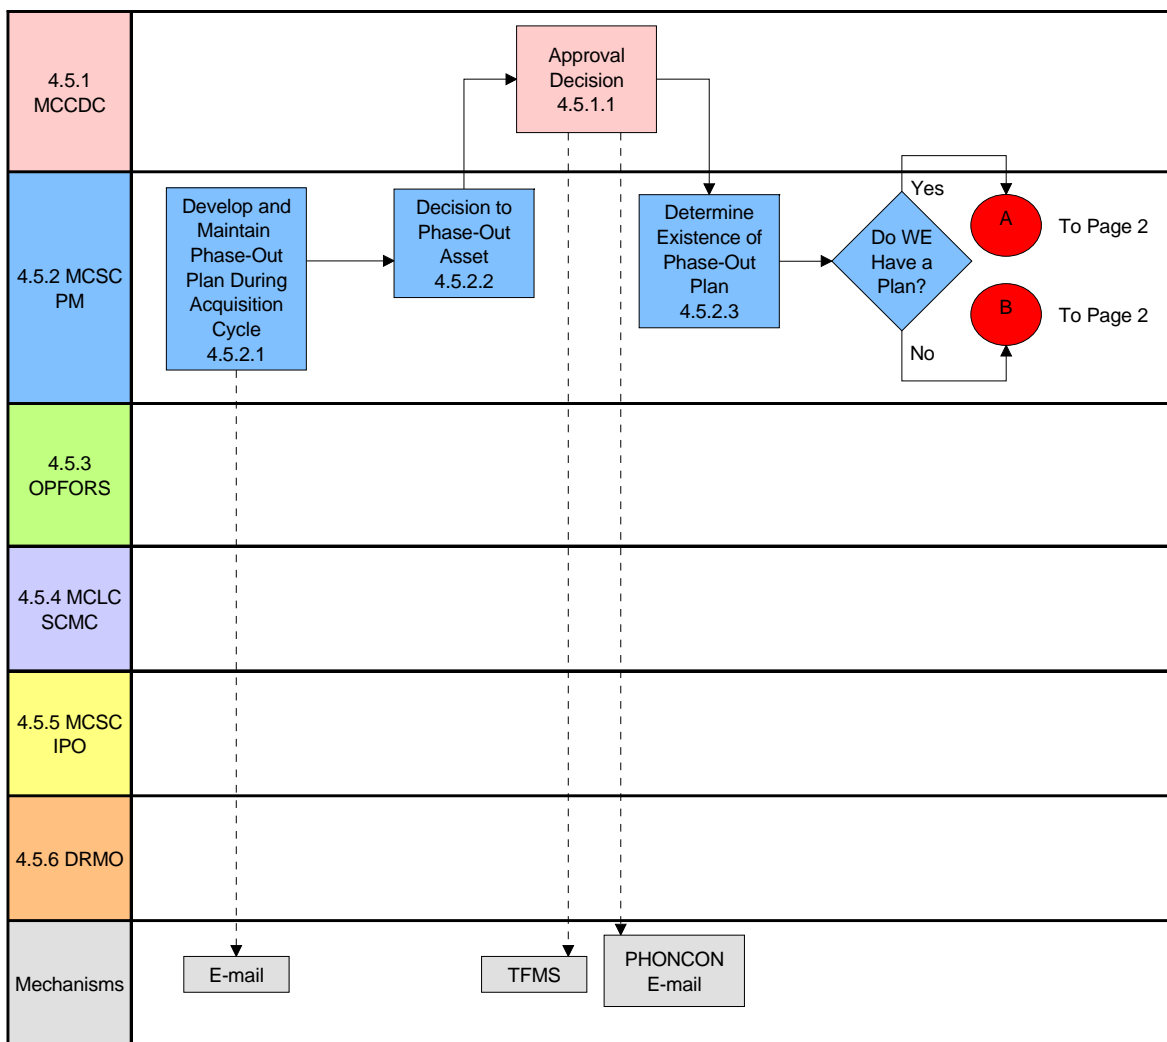 4.5.1
MCCDC
Approval
Decision
4.5.1.1
4.5.2 MCSC
PM
Develop and
Maintain
Phase-Out
Plan During
Acquisition
Cycle
4.5.2.1
Decision to
Phase-Out
Asset
4.5.2.2
Determine
Existence of
Phase-Out
Plan
4.5.2.3
Do WE
Have a
Plan?
Yes
No
A
To Page 2
B
To Page 2
4.5.3
OPFORS
4.5.4 MCLC
SCMC
4.5.5 MCSC
IPO
4.5.6 DRMO
Mechanisms
E-mail
TFMS
PHONCON
E-mail